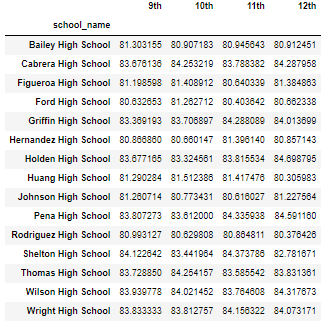 9th 10th 11th 12th
school_name
Bailey High School 81.303155 80.907183 80.945643 80.912451
Cabrera High School 83.676136 84.253219 83.788382 84.287958
Figueroa High School 81.198598 81.408912 80.640339 81.384863
Ford High School 80.632653 81.262712 80.403642 80.662338
Griffin High School 83.369193 83.706897 84.288089 84.013699
Hernandez High School 80.866860 80.660147 81.396140 80.857143
Holden High School 83.677165 83.324561 83.815534 84.698795
Huang High School 81.290284 81.512386 81.417476 80.305983
Johnson High School 81.260714 80.773431 80.616027 81.227564
Pena High School 83.807273 83.612000 84.335938 84.591160
Rodriguez High School 80.993127 80.629808 80.864811 80.376426
Shelton High School 84.122642 83.441964 84.373786 82.781671
Thomas High School 83.728850 84.254157 83.585542 83.831361
Wilson High School 83.939778 84.021452 83.764608 84.317673
Wright High School 83.833333 83.812757 84.156322 84.073171